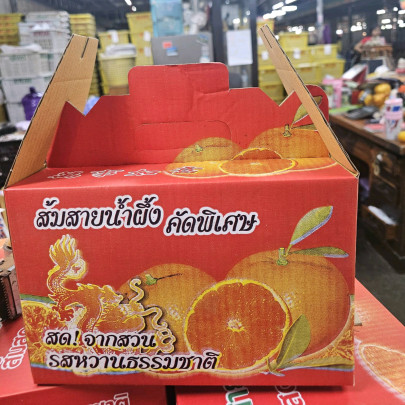 ส้มสายน้ำผึ้ง คัดพิเศษ
สด! จากสวน
รสหวานธรรมชาติ